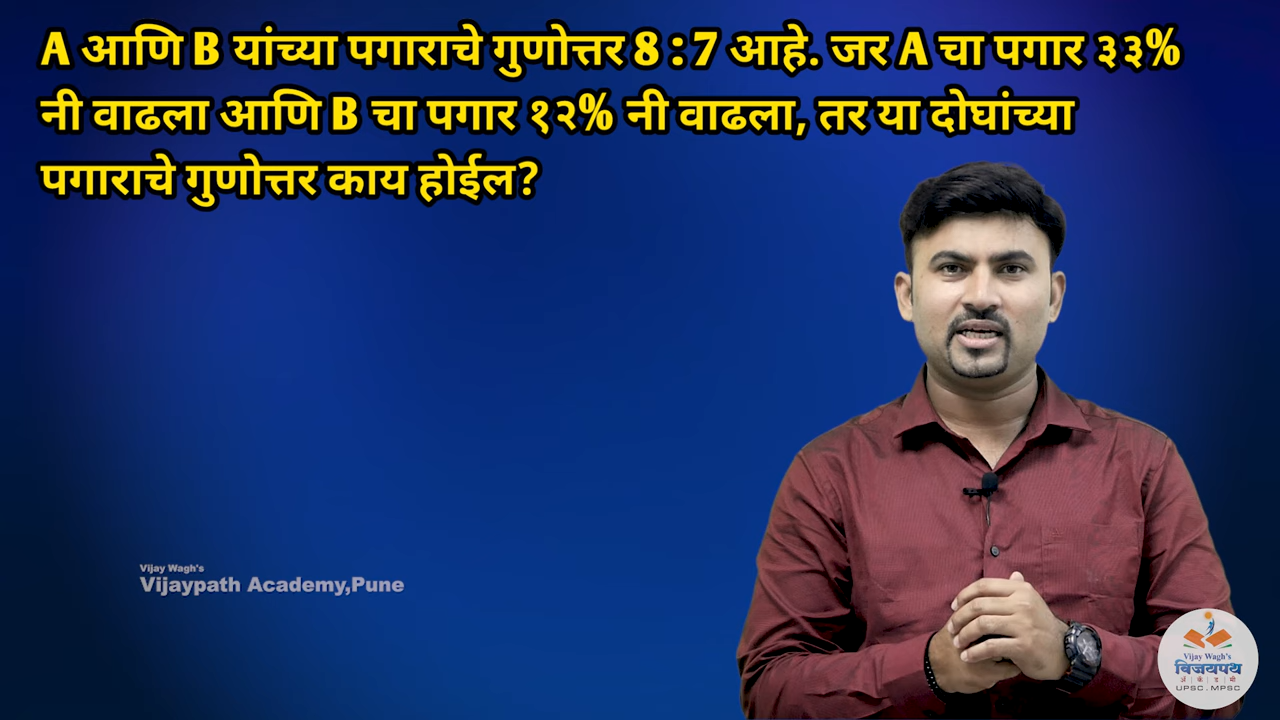 A आणि B यांच्या पगाराचे गुणोत्तर 8 : 7 आहे. जर A चा पगार ३३%
नी वाढला आणि B चा पगार १२% नी वाढला, तर या दोघांच्या
पगाराचे गुणोत्तर काय होईल?
Vijay Wagh's
Vijaypath Academy,Pune
Vijay Wagh's
विजयपथ
अॅ | कॅ | ड | मी
UPSC . MPSC